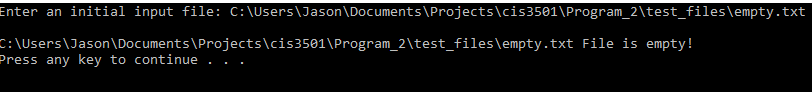 Enter an initial input file: C:\Users\Jason\Documents\Projects\cis3501\Program_2\test_files\empty.txt
C:\Users\Jason\Documents\Projects\cis3501\Program_2\test_files\empty.txt File is empty!
Press any key to continue . . .